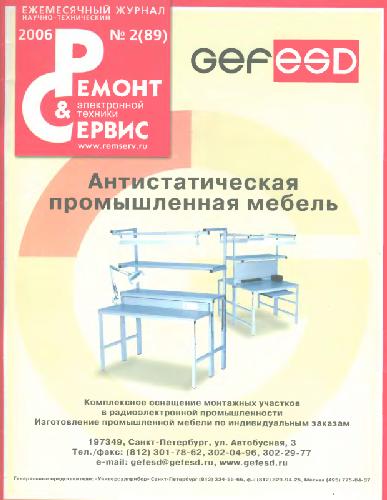 ЕЖЕМЕСЯЧНЫЙ ЖУРНАЛ
НАУЧНО-ТЕХНИЧЕСКИЙ
2006 № 2(89)
РЕМОНТ
& электронной
техники
СЕРВИС
www.remserv.ru
GEFESD
Антистатическая
промышленная мебель
Комплексное оснащение монтажных участков
в радиоэлектронной промышленности
Изготовление промышленной мебели по индивидуальным заказам
197349, Санкт-Петербург, ул. Автобусная, 3
Тел./факс: (812) 301-78-62, 302-04-96, 302-29-77
e-mail: gefesd@gefesd.ru, www.gefesd.ru